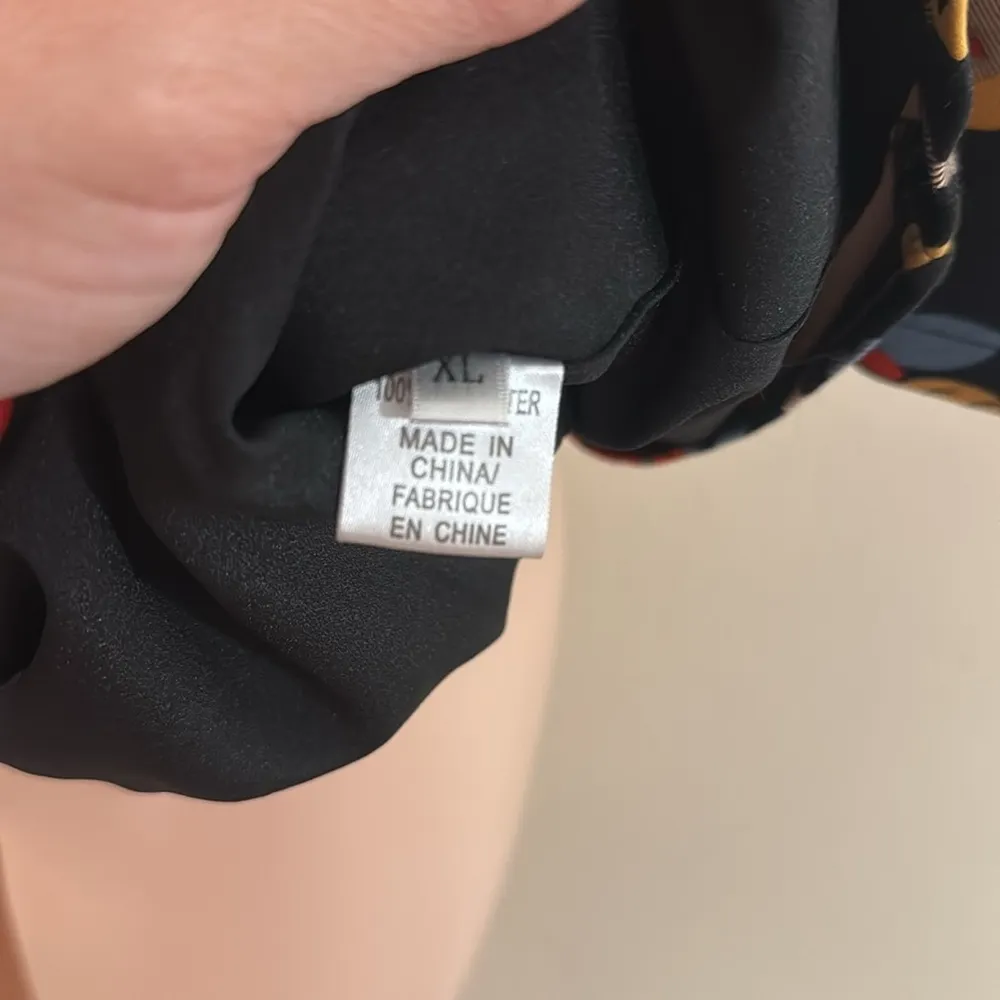 XL
MADE IN
CHINA/
FABRIQUE
EN CHINE